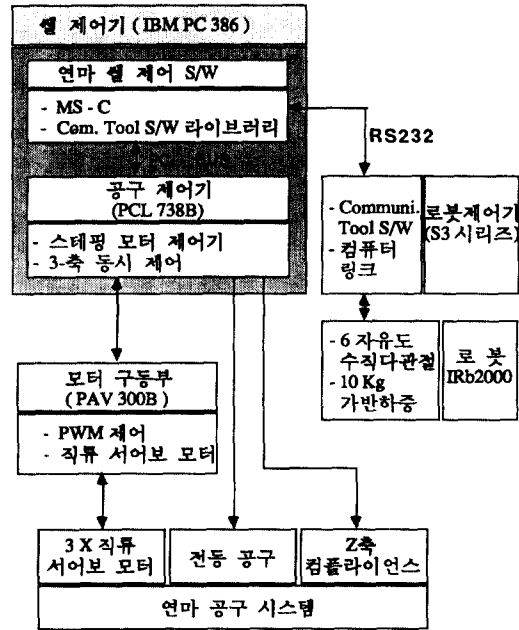 쎌 제어기 ( IBM PC 386 )
연마 쎌 제어 S/W
- MS - C
- Com. Tool S/W 라이브러리
공구 제어기
(PCL 738B)
- 스테핑 모터 제어기
- 3-축 동시 제어
RS232
- Communi.
Tool S/W
- 컴퓨터
링크
로봇제어기
(S3 시리즈)
- 6 자유도
수직다관절
- 10 Kg
가반하중
로 봇
IRb2000
모터 구동부
( PAV 300B )
- PWM 제어
- 직류 서어보 모터
3 X 직류
서어보 모터
전동 공구
Z축
컴플라이언스
연마 공구 시스템